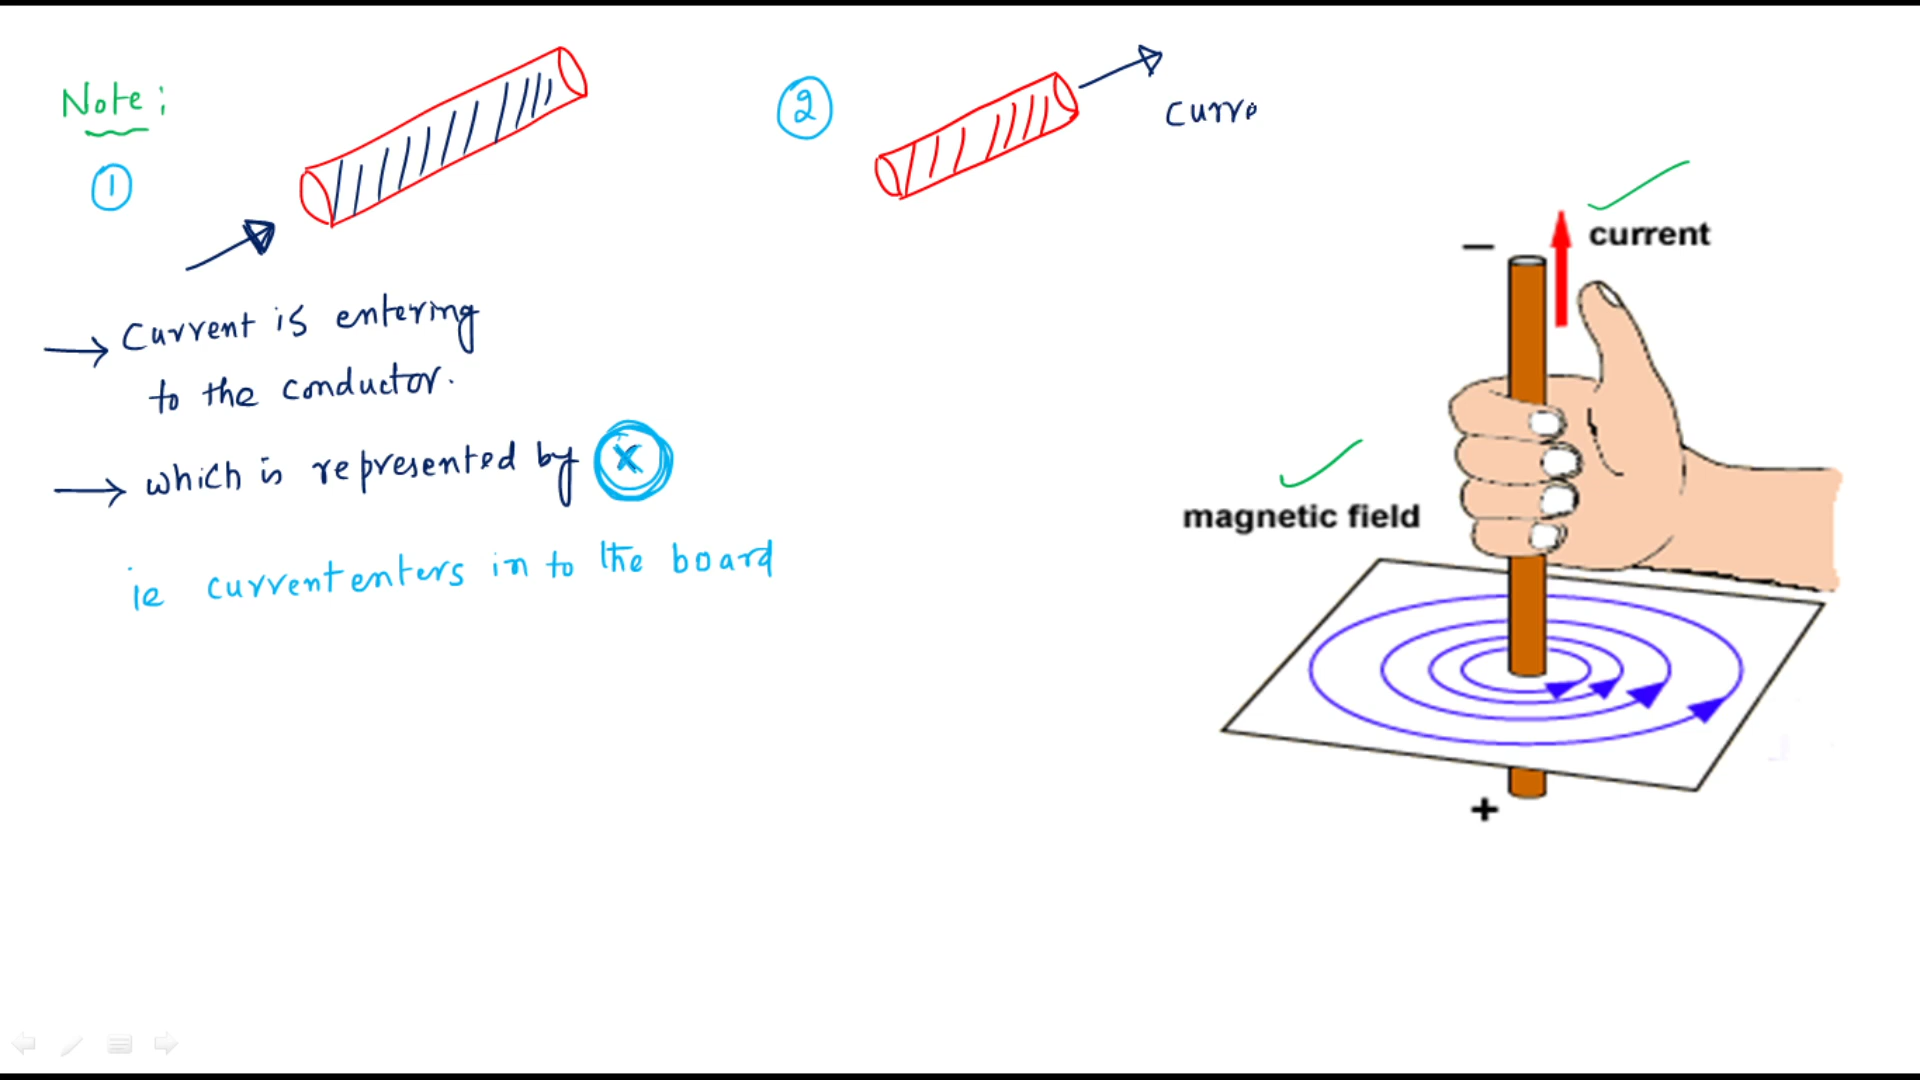 Note:
①
Current is entering
to the conductor.
which is represented by ⓧ
ie current enters in to the board
②
curre
current
magnetic field
−
+